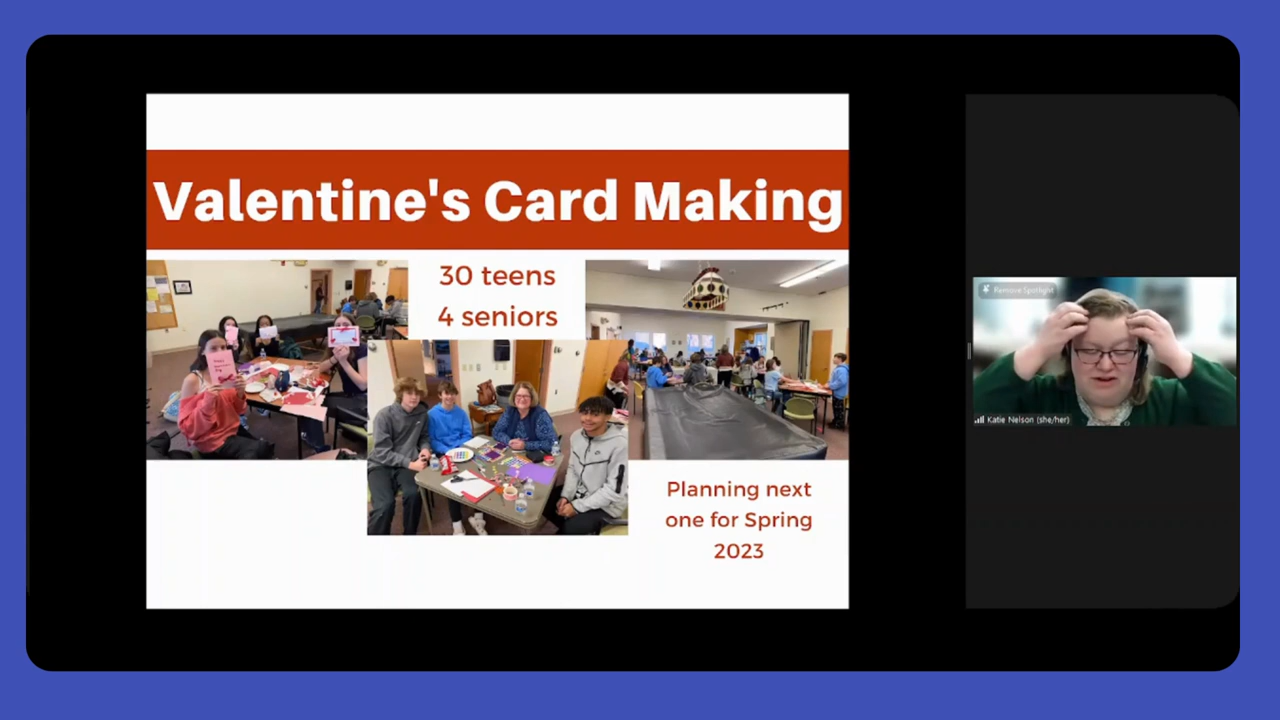 Valentine's Card Making
30 teens
4 seniors
Planning next
one for Spring
2023
Remove Spotlight
Katie Nelson (she/her)